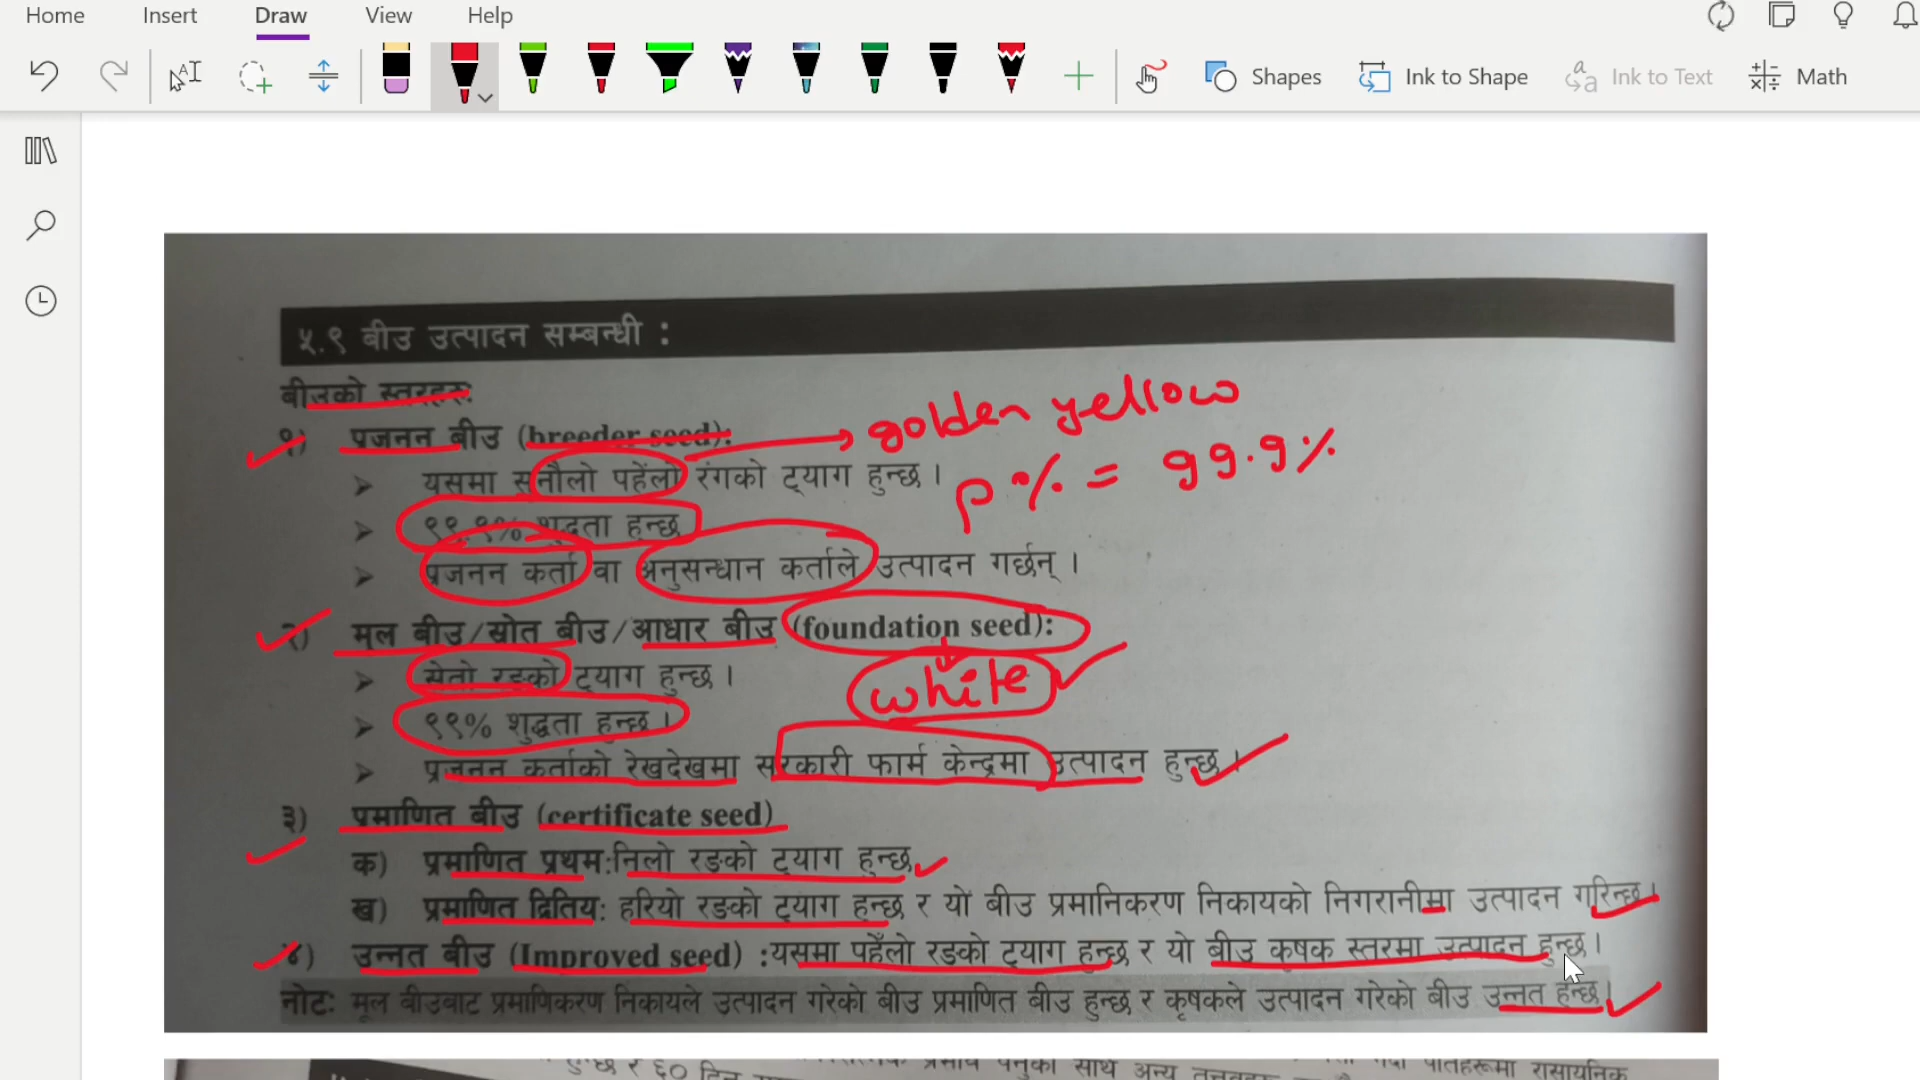 Home Insert Draw View Help
Shapes Ink to Shape Ink to Text Math
५.९ बीउ उत्पादन सम्बन्धी :
बीउको स्तरहरु:
golden yellow
१) प्रजनन बीउ (breeder seed):
➤ यसमा सुनौलो पहेंलो रंगको ट्याग हुन्छ ।
p % = 99.9 %
➤ ९९.९% शुद्धता हुन्छ
➤ प्रजनन कर्ता वा अनुसन्धान कर्ताले उत्पादन गर्छन् ।
२) मूल बीउ/स्रोत बीउ/आधार बीउ (foundation seed):
➤ सेतो रङको ट्याग हुन्छ ।
white
➤ ९९% शुद्धता हुन्छ ।
➤ प्रजनन कर्ताको रेखदेखमा सरकारी फार्म केन्द्रमा उत्पादन हुन्छ ।
३) प्रमाणित बीउ (certificate seed)
क) प्रमाणित प्रथम:निलो रङको ट्याग हुन्छ
ख) प्रमाणित द्वितिय: हरियो रङको ट्याग हुन्छ र यो बीउ प्रमानिकरण निकायको निगरानीमा उत्पादन गरिन्छ ।
४) उन्नत बीउ (Improved seed) :यसमा पहेँलो रङको ट्याग हुन्छ र यो बीउ कृषक स्तरमा उत्पादन हुन्छ ।
नोट: मूल बीउबाट प्रमाणिकरण निकायले उत्पादन गरेको बीउ प्रमाणित बीउ हुन्छ र कृषकले उत्पादन गरेको बीउ उन्नत हुन्छ।